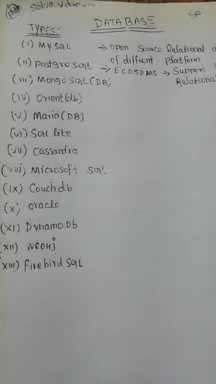 DATABASE
TYPES:-
(I) MySQL → Open Source Relational
(II) PostgreSQL of diffrent platform
→ ECOSPMS → Support
(III) MongoSQL(DB) Relational
(IV) Orient(db)
(V) Maria(DB)
(VI) SQL lite
(VII) Cassandra
(VIII) Microsoft SQL
(IX) Couchdb
(X) oracle
(XI) Dynamo.Db
(XII) NEO4j
(XIII) Firebird SQL